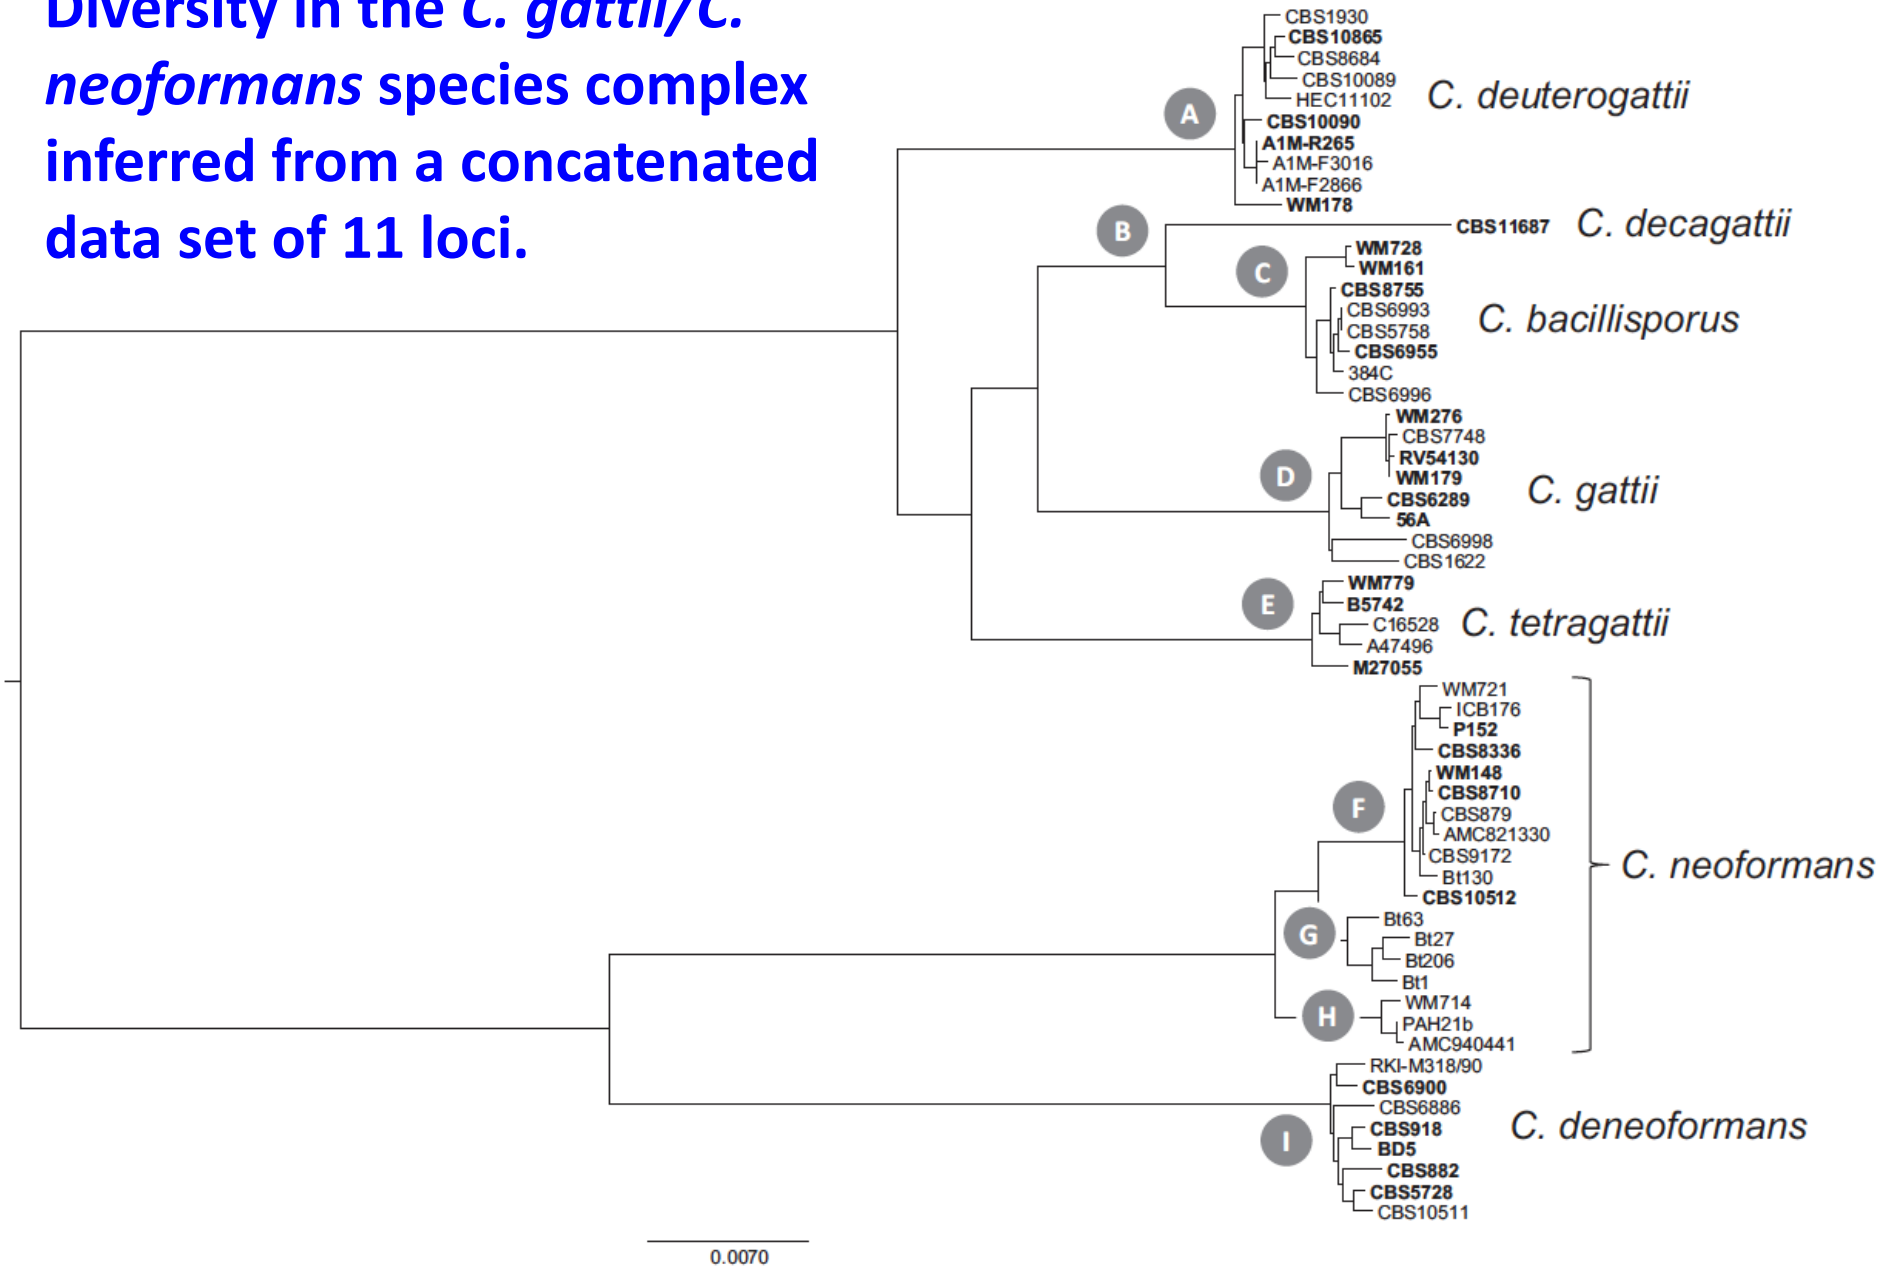 Diversity in the C. gattii/C.
neoformans species complex
inferred from a concatenated
data set of 11 loci.
CBS1930
CBS10865
CBS8684
CBS10089
HEC11102
C. deuterogattii
A
CBS10090
A1M-R265
A1M-F3016
A1M-F2866
WM178
B
CBS11687
C. decagattii
WM728
WM161
C
CBS8755
CBS6993
CBS5758
C. bacillisporus
CBS6955
384C
CBS6996
WM276
CBS7748
RV54130
WM179
D
CBS6289
C. gattii
56A
CBS6998
CBS1622
WM779
B5742
E
C16528
C. tetragattii
A47496
M27055
WM721
ICB176
P152
CBS8336
WM148
CBS8710
F
CBS879
AMC821330
CBS9172
C. neoformans
Bt130
CBS10512
Bt63
G
Bt27
Bt206
Bt1
WM714
H
PAH21b
AMC940441
RKI-M318/90
CBS6900
CBS6886
CBS918
C. deneoformans
I
BD5
CBS882
CBS5728
CBS10511
0.0070